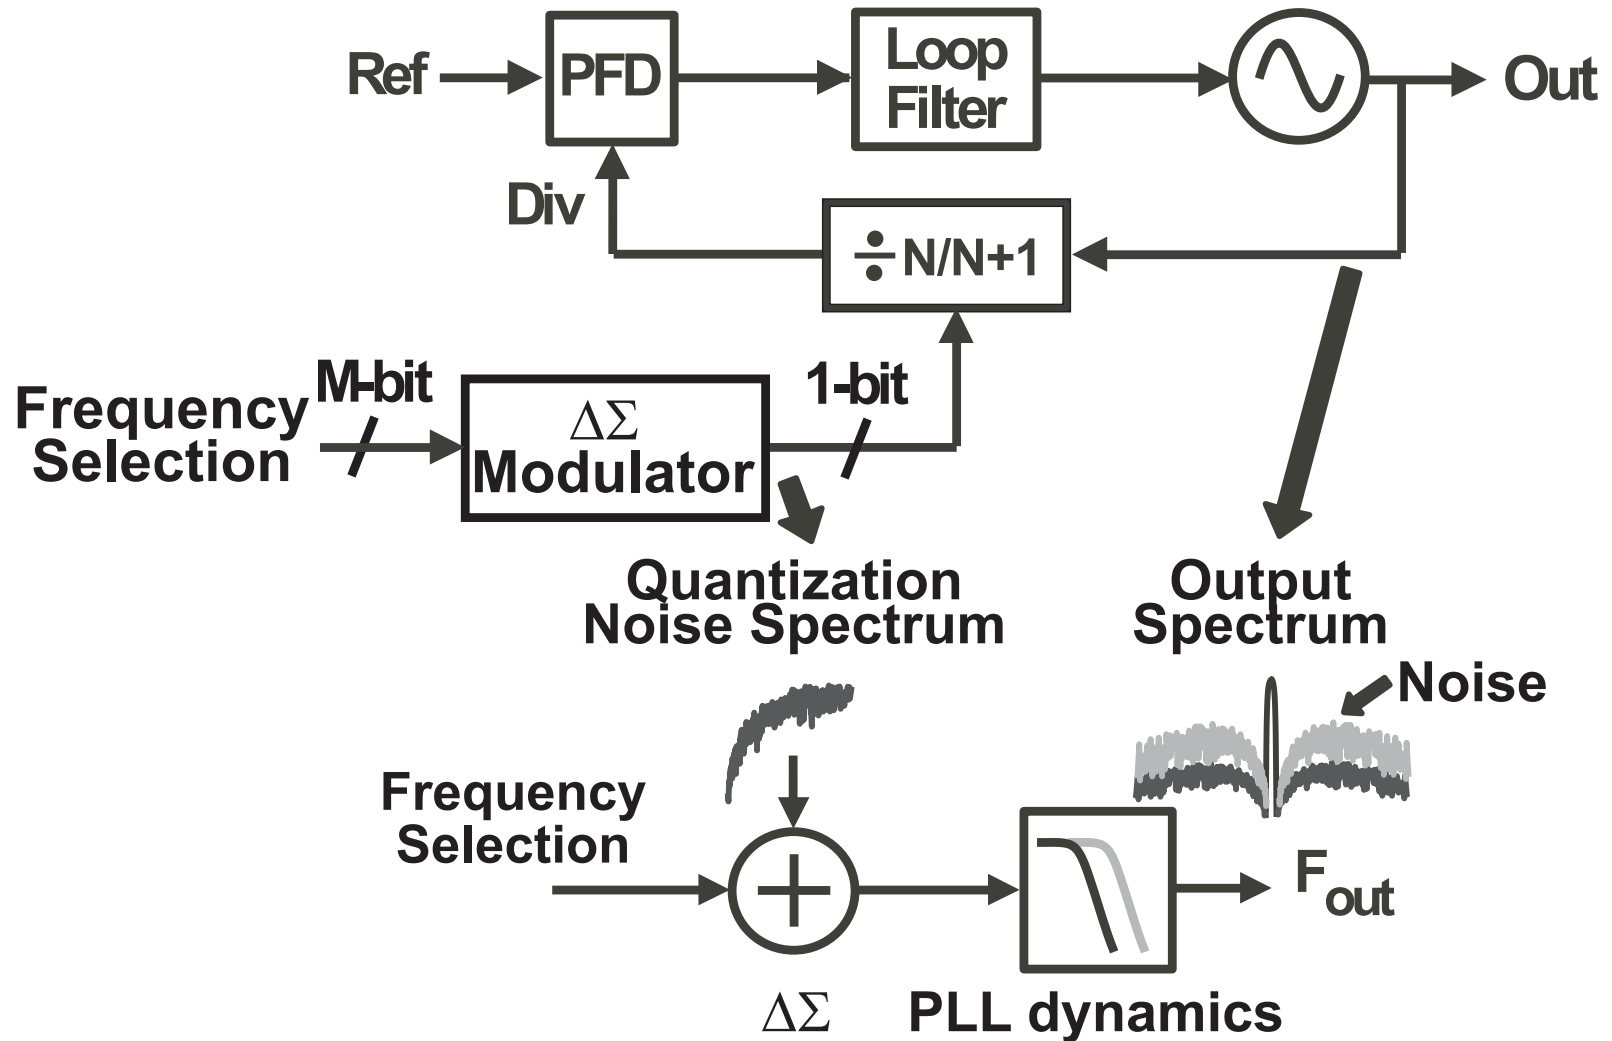 Ref
PFD
Loop
Filter
Out
Div
÷ N/N+1
M-bit
1-bit
Frequency
Selection
ΔΣ
Modulator
Quantization
Noise Spectrum
Output
Spectrum
Noise
Frequency
Selection
F out
ΔΣ
PLL dynamics